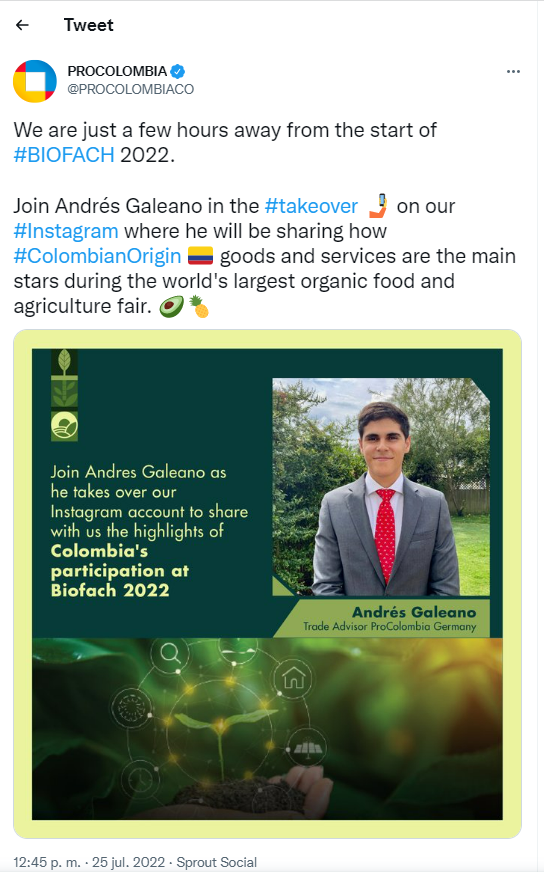 Tweet
PROCOLOMBIA
@PROCOLOMBIACO
We are just a few hours away from the start of
#BIOFACH 2022.
Join Andrés Galeano in the #takeover 🤳 on our
#Instagram where he will be sharing how
#ColombianOrigin 🇨🇴 goods and services are the main
stars during the world's largest organic food and
agriculture fair. 🥑🍍
Join Andres Galeano as
he takes over our
Instagram account to share
with us the highlights of
Colombia's
participation at
Biofach 2022
Andrés Galeano
Trade Advisor ProColombia Germany
12:45 p. m. · 25 jul. 2022 · Sprout Social